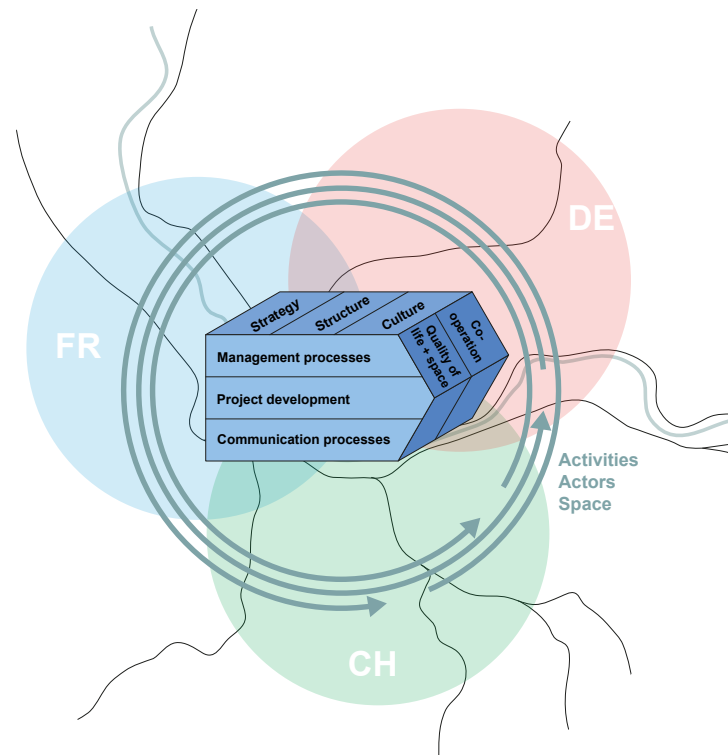 DE
FR
Strategy
Structure
Culture
Co-
operation
Quality of
life + space
Management processes
Project development
Communication processes
Activities
Actors
Space
CH